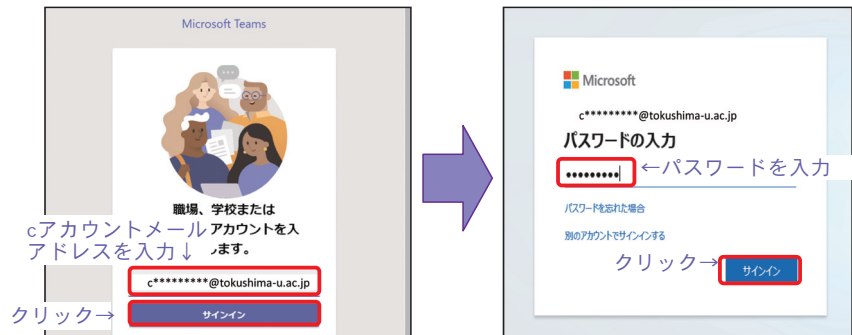 Microsoft Teams
職場、学校または
アカウントを入
します。
cアカウントメール
アドレスを入力↓
c*********@tokushima-u.ac.jp
クリック→
サインイン
Microsoft
c*********@tokushima-u.ac.jp
パスワードの入力
•••••••••
←パスワードを入力
パスワードを忘れた場合
別のアカウントでサインインする
クリック→
サインイン